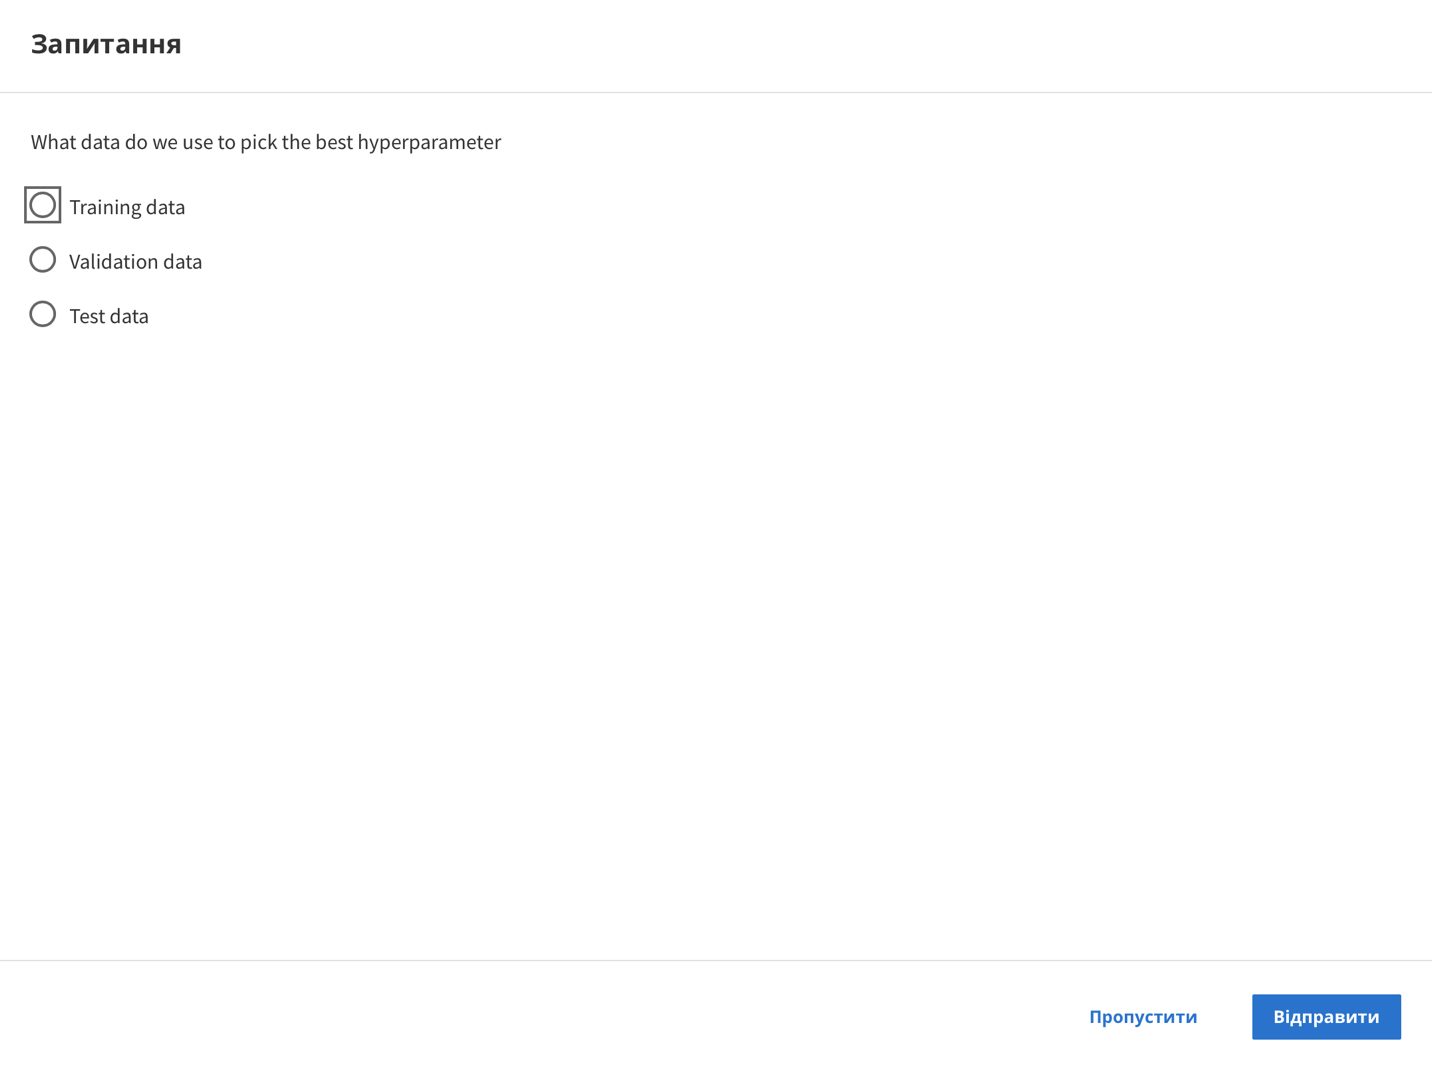 Запитання
What data do we use to pick the best hyperparameter
Training data
Validation data
Test data
Пропустити
Відправити